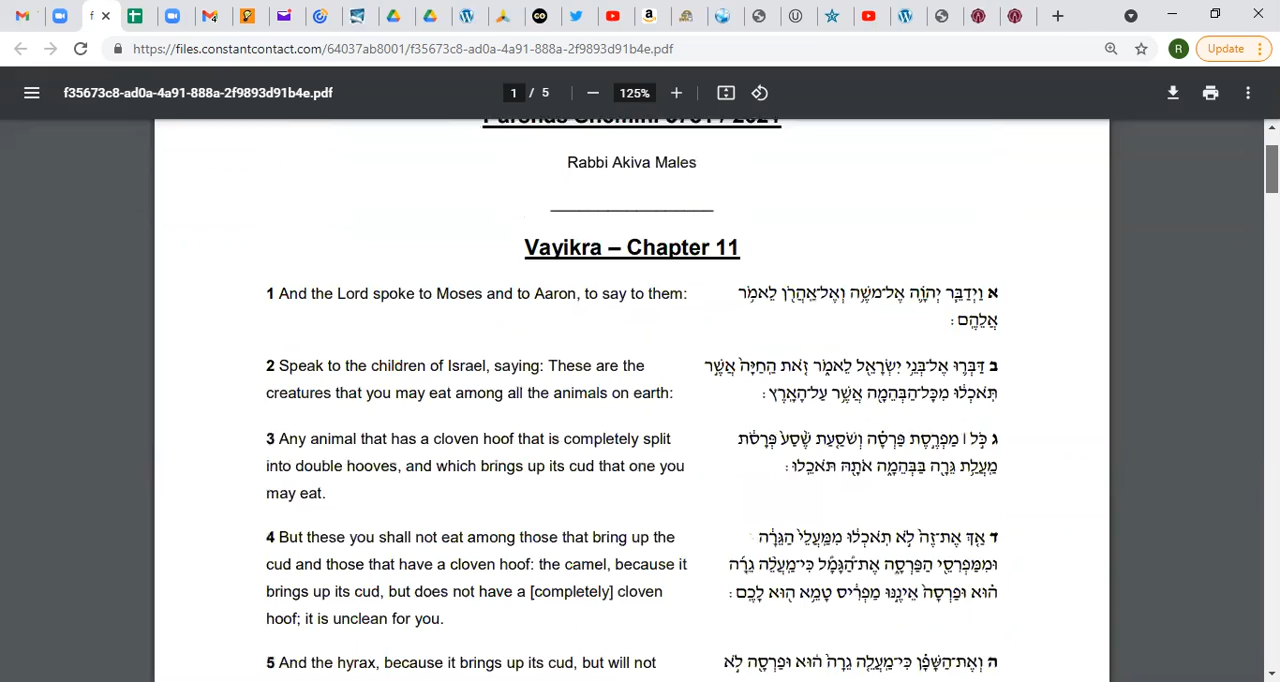 f
https://files.constantcontact.com/64037ab8001/f35673c8-ad0a-4a91-888a-2f9893d91b4e.pdf
R
Update
f35673c8-ad0a-4a91-888a-2f9893d91b4e.pdf
1 / 5
125%
Rabbi Akiva Males
Vayikra – Chapter 11
1 And the Lord spoke to Moses and to Aaron, to say to them:
א וַיְדַבֵּ֧ר יְהֹוָ֛ה אֶל־משֶׁ֥ה וְאֶל־אַֽהֲרֹ֖ן לֵאמֹ֥ר
אֲלֵהֶֽם :
2 Speak to the children of Israel, saying: These are the
creatures that you may eat among all the animals on earth:
ב דַּבְּר֛וּ אֶל־בְּנֵ֥י יִשְׂרָאֵ֖ל לֵאמֹ֑ר זֹ֤את הַֽחַיָּה֙ אֲשֶׁ֣ר
תֹּֽאכְל֔וּ מִכָּל־הַבְּהֵמָ֖ה אֲשֶׁ֥ר עַל־הָאָֽרֶץ :
3 Any animal that has a cloven hoof that is completely split
into double hooves, and which brings up its cud that one you
may eat.
ג כֹּ֣ל | מַפְרֶ֣סֶת פַּרְסָ֗ה וְשֹׁסַ֤עַת שֶׁ֨סַע֙ פְּרָסֹ֔ת
מַֽעֲלַ֥ת גֵּרָ֖ה בַּבְּהֵמָ֑ה אֹתָ֖הּ תֹּאכֵֽלוּ :
4 But these you shall not eat among those that bring up the
cud and those that have a cloven hoof: the camel, because it
brings up its cud, but does not have a [completely] cloven
hoof; it is unclean for you.
ד אַ֤ךְ אֶת־זֶה֙ לֹ֣א תֹֽאכְל֔וּ מִמַּֽעֲלֵי֙ הַגֵּרָ֔ה
וּמִמַּפְרִסֵ֖י הַפַּרְסָ֑ה אֶת־הַ֠גָּמָ֠ל כִּֽי־מַֽעֲלֵ֨ה גֵרָ֜ה
ה֗וּא וּפַרְסָה֙ אֵינֶ֣נּוּ מַפְרִ֔יס טָמֵ֥א ה֖וּא לָכֶֽם :
5 And the hyrax, because it brings up its cud, but will not
ה וְאֶת־הַשָּׁפָ֗ן כִּי־מַֽעֲלֵ֤ה גֵרָה֙ ה֔וּא וּפַרְסָ֖ה לֹ֣א